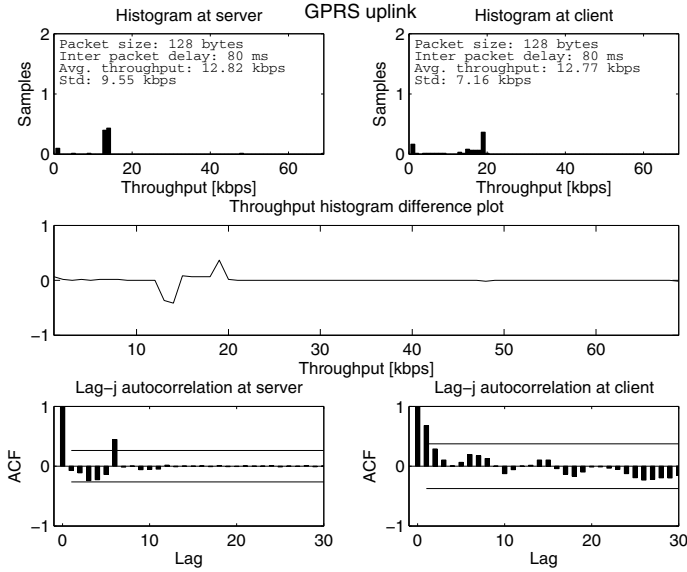 GPRS uplink
Histogram at server
Histogram at client
2
1
0
Samples
Packet size: 128 bytes
Inter packet delay: 80 ms
Avg. throughput: 12.82 kbps
Std: 9.55 kbps
0 20 40 60
Throughput [kbps]
2
1
0
Samples
Packet size: 128 bytes
Inter packet delay: 80 ms
Avg. throughput: 12.77 kbps
Std: 7.16 kbps
0 20 40 60
Throughput [kbps]
Throughput histogram difference plot
1
0
−1
10 20 30 40 50 60
Throughput [kbps]
Lag−j autocorrelation at server
1
0
−1
ACF
0 10 20 30
Lag
Lag−j autocorrelation at client
1
0
−1
ACF
0 10 20 30
Lag